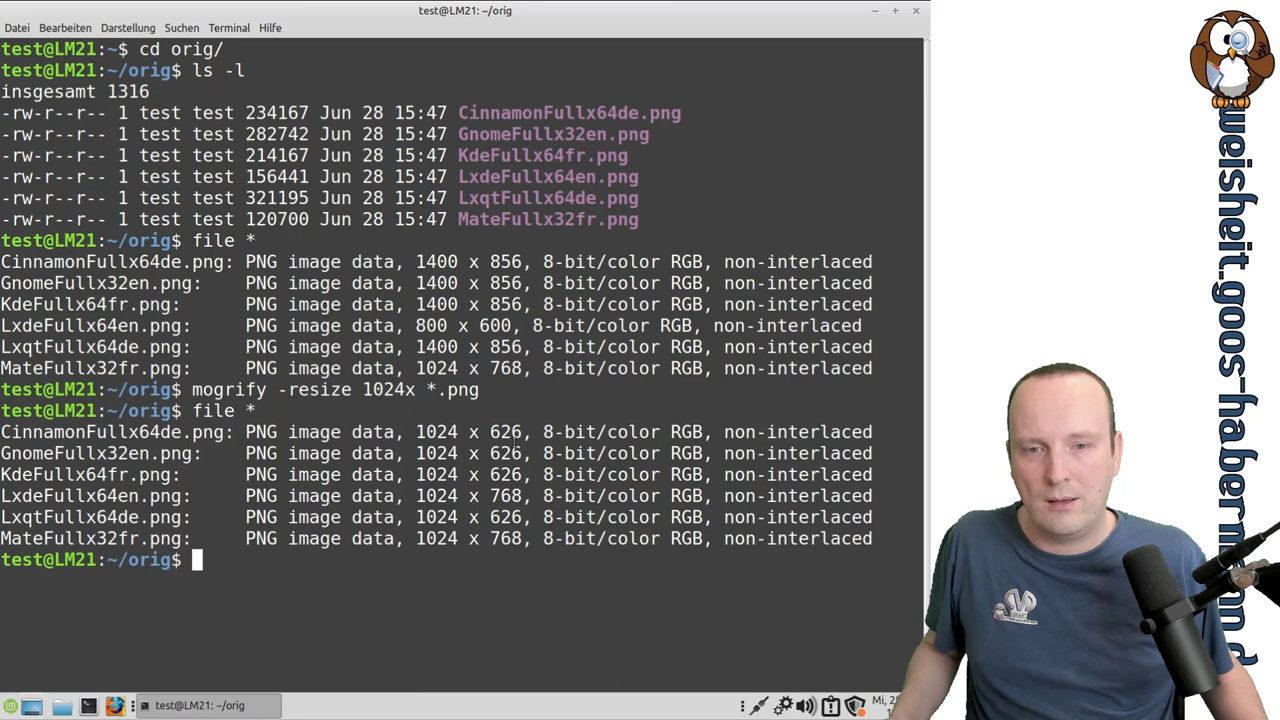 test@LM21: ~/orig
Datei Bearbeiten Darstellung Suchen Terminal Hilfe
test@LM21:~$ cd orig/
test@LM21:~/orig$ ls -l
insgesamt 1316
-rw-r--r-- 1 test test 234167 Jun 28 15:47 CinnamonFullx64de.png
-rw-r--r-- 1 test test 282742 Jun 28 15:47 GnomeFullx32en.png
-rw-r--r-- 1 test test 214167 Jun 28 15:47 KdeFullx64fr.png
-rw-r--r-- 1 test test 156441 Jun 28 15:47 LxdeFullx64en.png
-rw-r--r-- 1 test test 321195 Jun 28 15:47 LxqtFullx64de.png
-rw-r--r-- 1 test test 120700 Jun 28 15:47 MateFullx32fr.png
test@LM21:~/orig$ file *
CinnamonFullx64de.png: PNG image data, 1400 x 856, 8-bit/color RGB, non-interlaced
GnomeFullx32en.png: PNG image data, 1400 x 856, 8-bit/color RGB, non-interlaced
KdeFullx64fr.png: PNG image data, 1400 x 856, 8-bit/color RGB, non-interlaced
LxdeFullx64en.png: PNG image data, 800 x 600, 8-bit/color RGB, non-interlaced
LxqtFullx64de.png: PNG image data, 1400 x 856, 8-bit/color RGB, non-interlaced
MateFullx32fr.png: PNG image data, 1024 x 768, 8-bit/color RGB, non-interlaced
test@LM21:~/orig$ mogrify -resize 1024x *.png
test@LM21:~/orig$ file *
CinnamonFullx64de.png: PNG image data, 1024 x 626, 8-bit/color RGB, non-interlaced
GnomeFullx32en.png: PNG image data, 1024 x 626, 8-bit/color RGB, non-interlaced
KdeFullx64fr.png: PNG image data, 1024 x 626, 8-bit/color RGB, non-interlaced
LxdeFullx64en.png: PNG image data, 1024 x 768, 8-bit/color RGB, non-interlaced
LxqtFullx64de.png: PNG image data, 1024 x 626, 8-bit/color RGB, non-interlaced
MateFullx32fr.png: PNG image data, 1024 x 768, 8-bit/color RGB, non-interlaced
test@LM21:~/orig$
test@LM21: ~/orig
Mi,
weisheit.goos-habermann.d